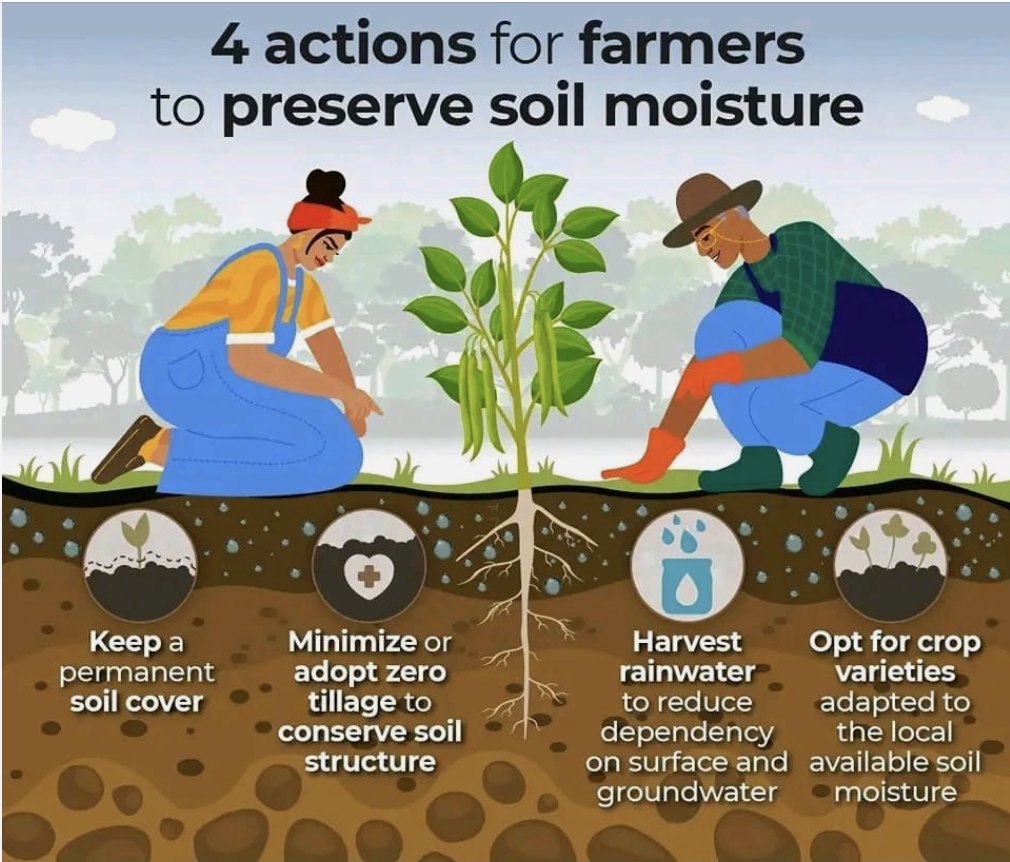 4 actions for farmers
to preserve soil moisture
Keep a
permanent
soil cover
Minimize or
adopt zero
tillage to
conserve soil
structure
Harvest
rainwater
to reduce
dependency
on surface and
groundwater
Opt for crop
varieties
adapted to
the local
available soil
moisture